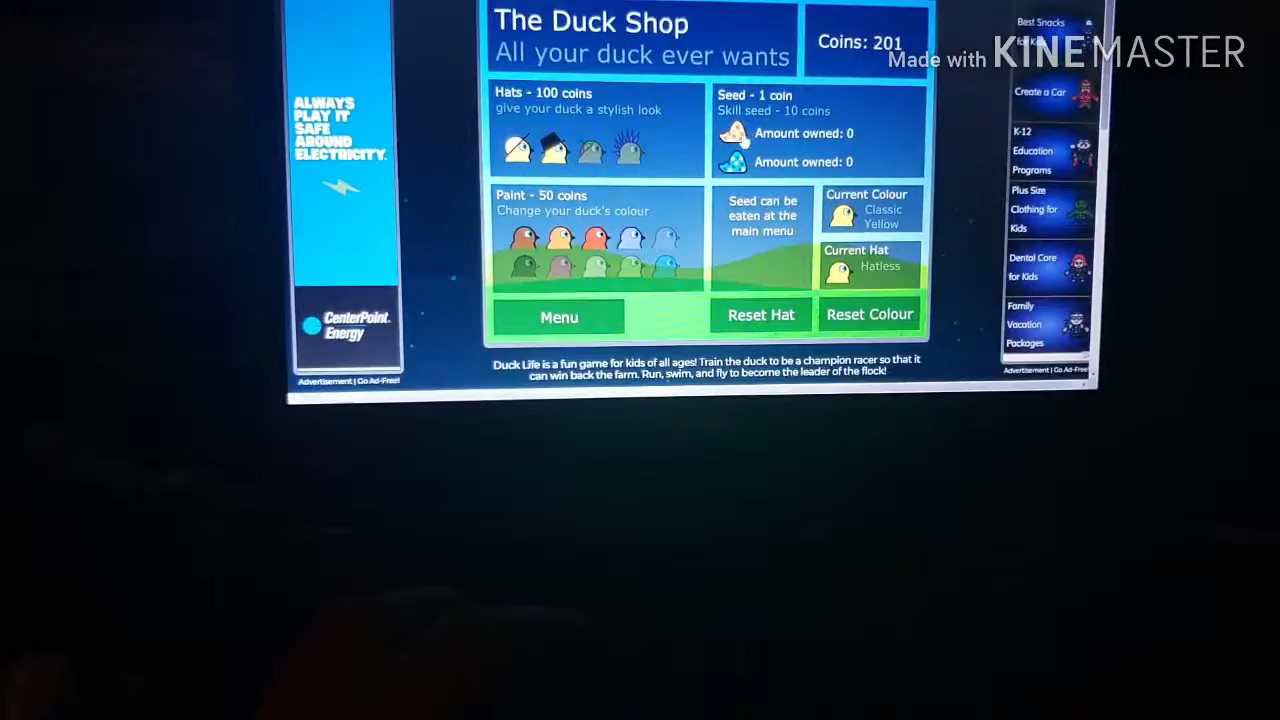 The Duck Shop
All your duck ever wants
Coins: 201
Made with KINEMASTER
Hats - 100 coins
give your duck a stylish look
Seed - 1 coin
Skill seed - 10 coins
Amount owned: 0
Amount owned: 0
Paint - 50 coins
Change your duck's colour
Seed can be
eaten at the
main menu
Current Colour
Classic
Yellow
Current Hat
Hatless
Menu
Reset Hat
Reset Colour
Duck Life is a fun game for kids of all ages! Train the duck to be a champion racer so that it
can win back the farm. Run, swim, and fly to become the leader of the flock!
ALWAYS
PLAY IT
SAFE
AROUND
ELECTRICITY.
CenterPoint.
Energy
Advertisement | Go Ad-Free!
Best Snacks
for Kids
Create a Car
K-12
Education
Programs
Plus Size
Clothing for
Kids
Dental Care
for Kids
Family
Vacation
Packages
Advertisement | Go Ad-Free!